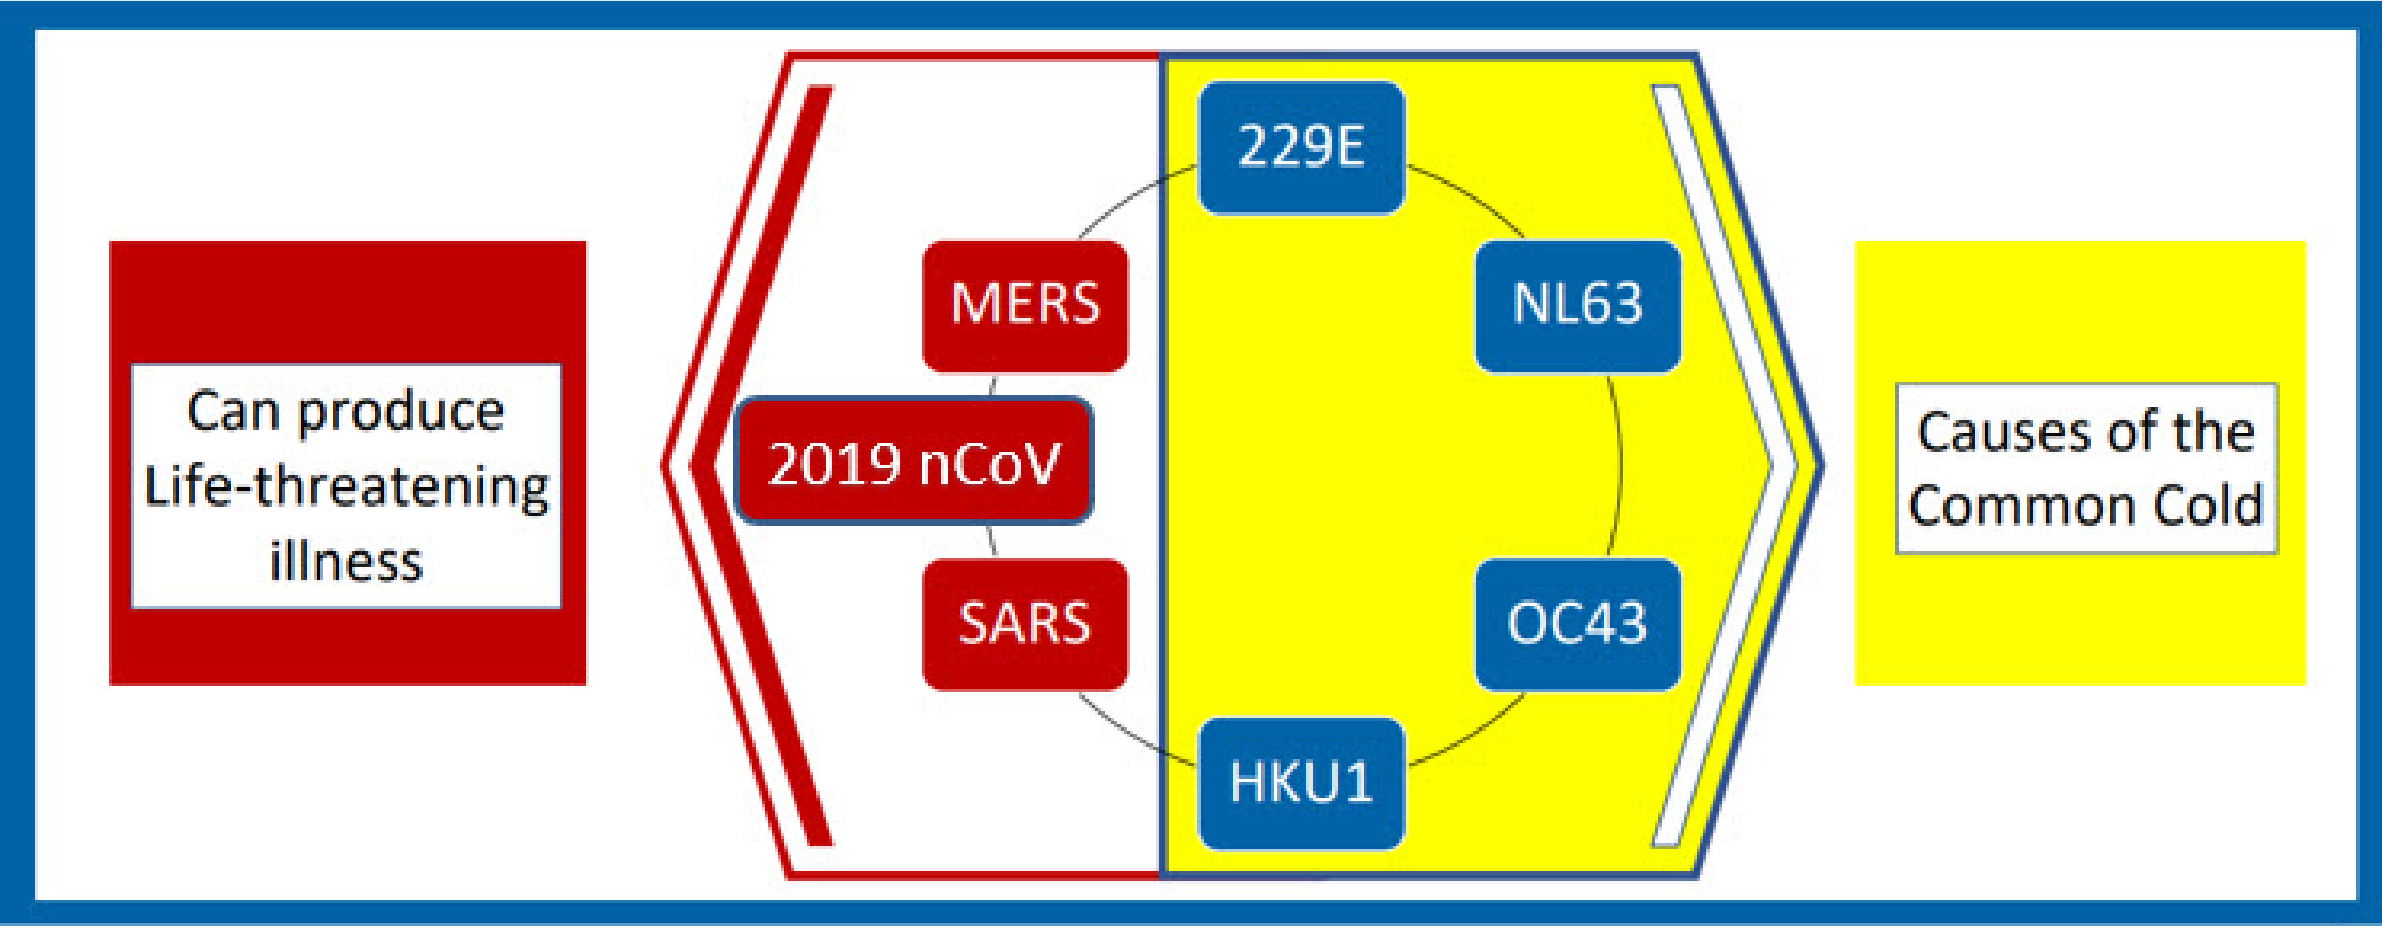 Can produce
Life-threatening
illness
MERS
2019 nCoV
SARS
229E
NL63
OC43
HKU1
Causes of the
Common Cold